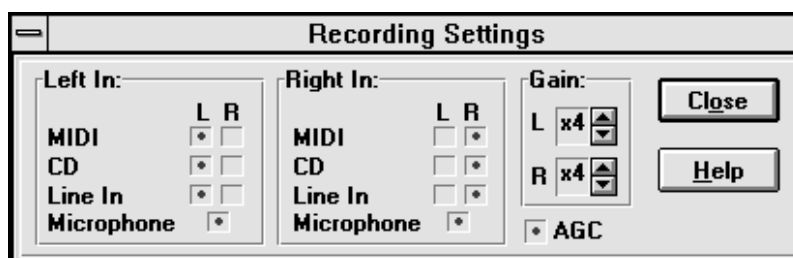 Recording Settings
Left In:
L R
MIDI
CD
Line In
Microphone
Right In:
L R
MIDI
CD
Line In
Microphone
Gain:
L x4
R x4
AGC
Close
Help